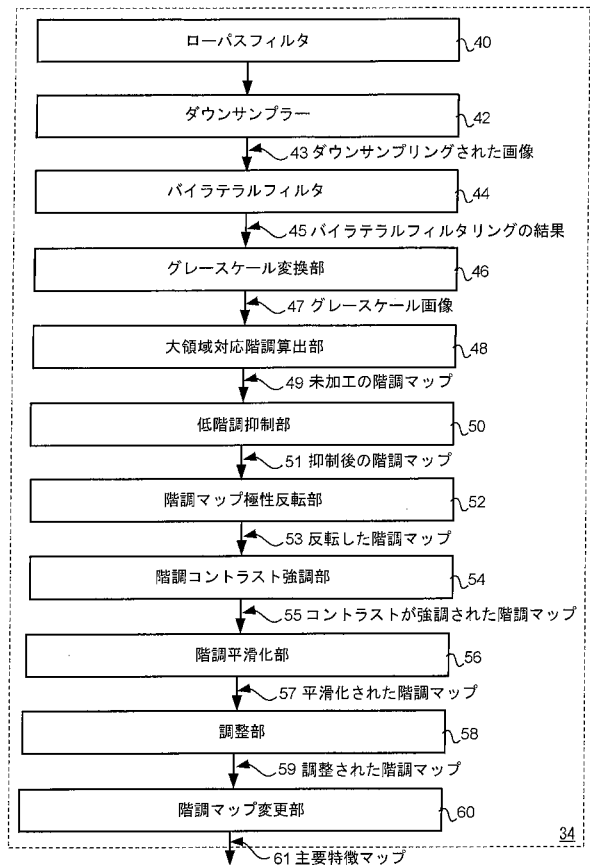 ローパスフィルタ
40
ダウンサンプラー
42
43 ダウンサンプリングされた画像
バイラテラルフィルタ
44
45 バイラテラルフィルタリングの結果
グレースケール変換部
46
47 グレースケール画像
大領域対応階調算出部
48
49 未加工の階調マップ
低階調抑制部
50
51 抑制後の階調マップ
階調マップ極性反転部
52
53 反転した階調マップ
階調コントラスト強調部
54
55 コントラストが強調された階調マップ
階調平滑化部
56
57 平滑化された階調マップ
調整部
58
59 調整された階調マップ
階調マップ変更部
60
34
61 主要特徴マップ